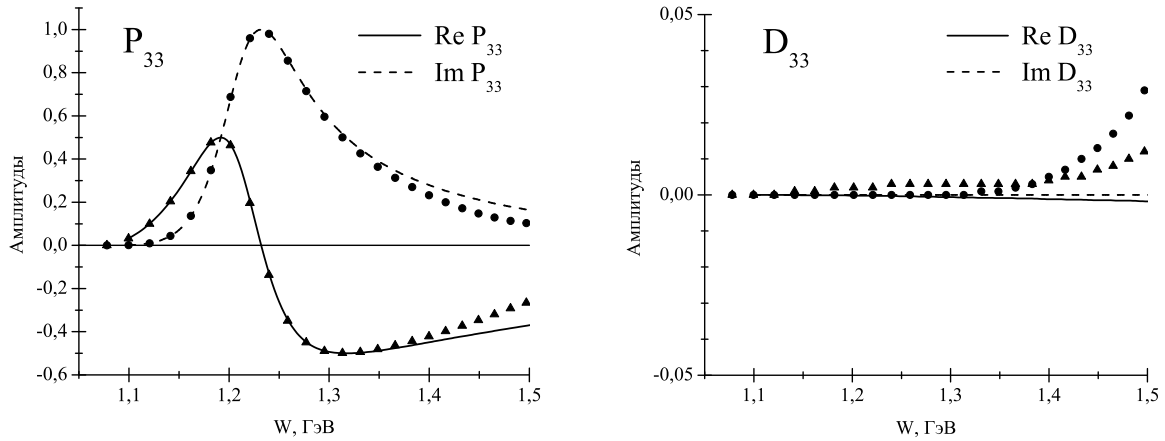 P33
Re P33
Im P33
Амплитуды
1,0
0,8
0,6
0,4
0,2
0,0
-0,2
-0,4
-0,6
1,1
1,2
1,3
1,4
1,5
W, ГэВ
D33
Re D33
Im D33
Амплитуды
0,05
0,00
-0,05
1,1
1,2
1,3
1,4
1,5
W, ГэВ